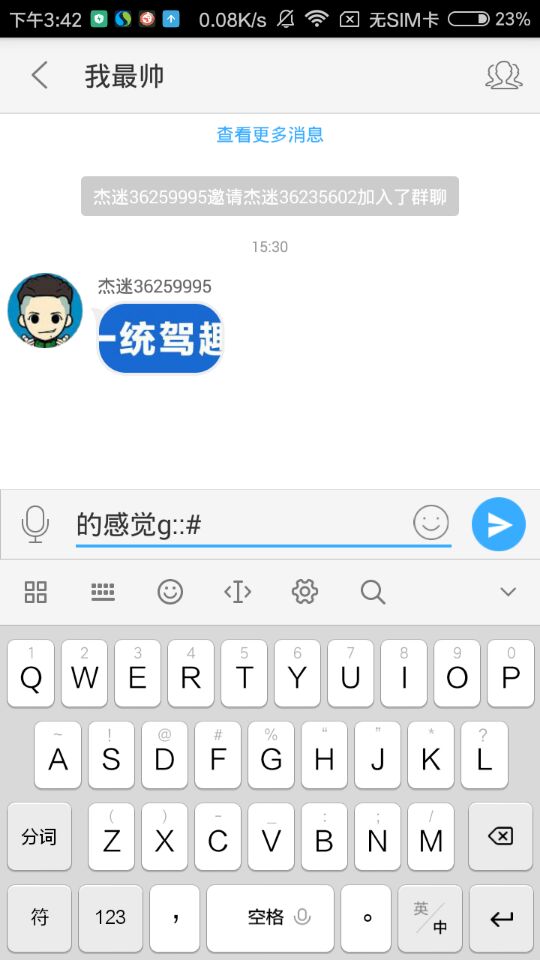 下午3:42 0.08K/s 无SIM卡 23%
我最帅
查看更多消息
杰迷36259995邀请杰迷36235602加入了群聊
15:30
杰迷36259995
一统驾趣
的感觉g::#
1 2 3 4 5 6 7 8 9 0
Q W E R T Y U I O P
~ ! @ # % “ ” * ?
A S D F G H J K L
( ) - _ : ; /
分词 Z X C V B N M
符 123 ， 空格 。 英/中